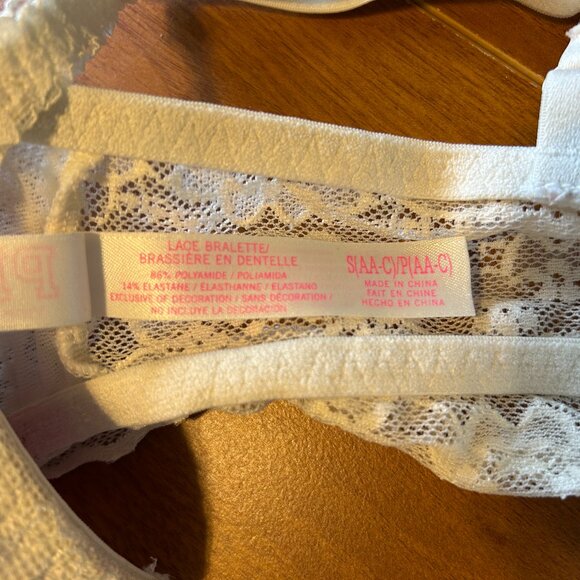 LACE BRALETTE/
BRASSIÈRE EN DENTELLE
86% POLYAMIDE / POLIAMIDA
14% ELASTANE / ÉLASTHANNE / ELASTANO
EXCLUSIVE OF DECORATION / SANS DÉCORATION /
NO INCLUYE LA DECORACIÓN
S(AA-C)/P(AA-C)
MADE IN CHINA
FAIT EN CHINE
HECHO EN CHINA